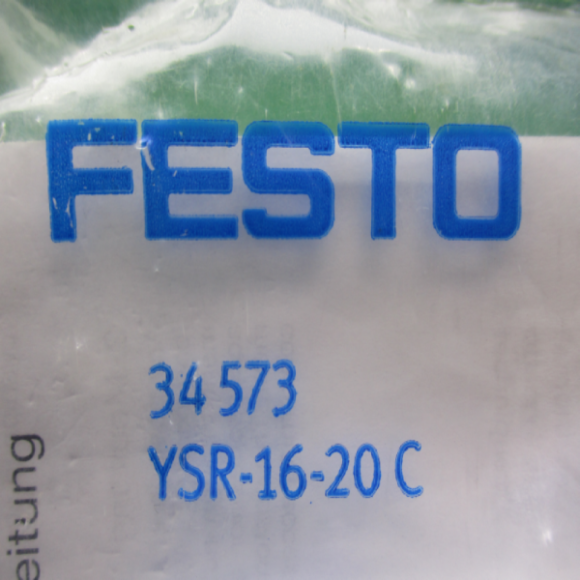 FESTO
34 573
YSR-16-20 C
eitung